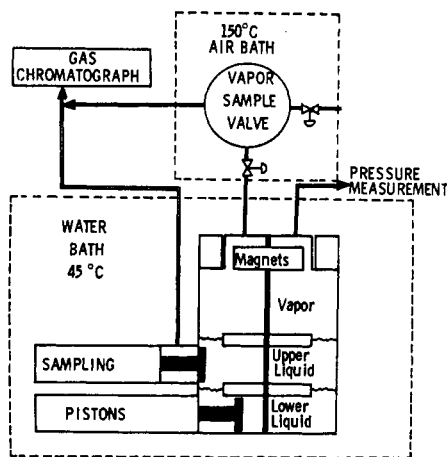 150°C
AIR BATH
GAS
CHROMATOGRAPH
VAPOR
SAMPLE
VALVE
PRESSURE
MEASUREMENT
WATER
BATH
45 °C
Magnets
Vapor
SAMPLING
Upper
Liquid
PISTONS
Lower
Liquid